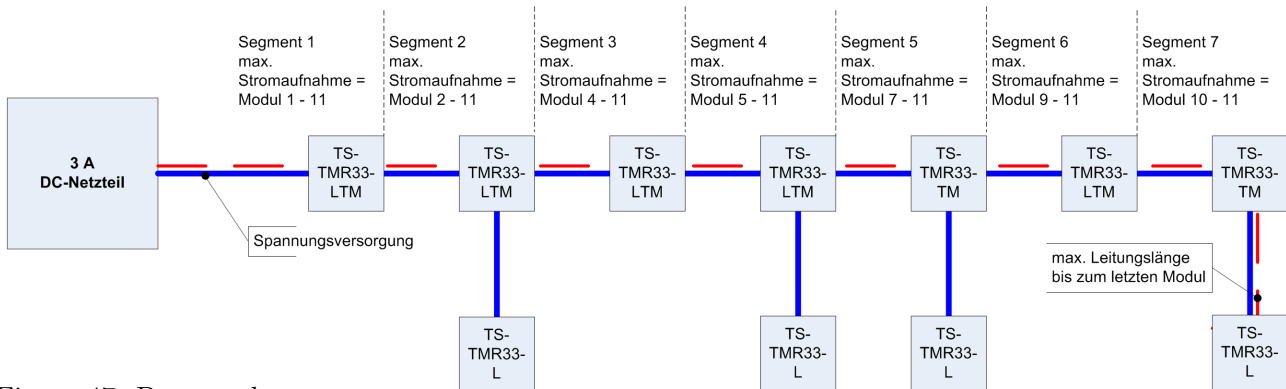 Segment 1
max.
Stromaufnahme =
Modul 1 - 11
Segment 2
max.
Stromaufnahme =
Modul 2 - 11
Segment 3
max.
Stromaufnahme =
Modul 4 - 11
Segment 4
max.
Stromaufnahme =
Modul 5 - 11
Segment 5
max.
Stromaufnahme =
Modul 7 - 11
Segment 6
max.
Stromaufnahme =
Modul 9 - 11
Segment 7
max.
Stromaufnahme =
Modul 10 - 11
3 A
DC-Netzteil
TS-
TMR33-
LTM
TS-
TMR33-
LTM
TS-
TMR33-
LTM
TS-
TMR33-
LTM
TS-
TMR33-
TM
TS-
TMR33-
LTM
TS-
TMR33-
TM
Spannungsversorgung
max. Leitungslänge
bis zum letzten Modul
TS-
TMR33-
L
TS-
TMR33-
L
TS-
TMR33-
L
TS-
TMR33-
L